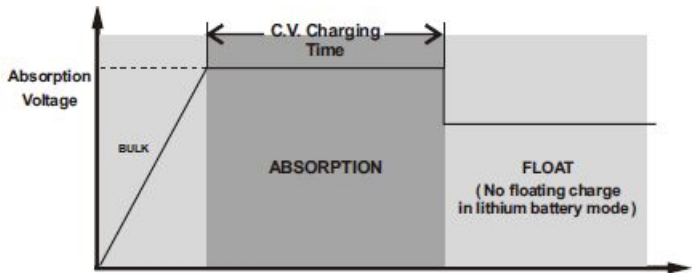 C.V. Charging
Time
Absorption
Voltage
BULK
ABSORPTION
FLOAT
( No floating charge
in lithium battery mode )